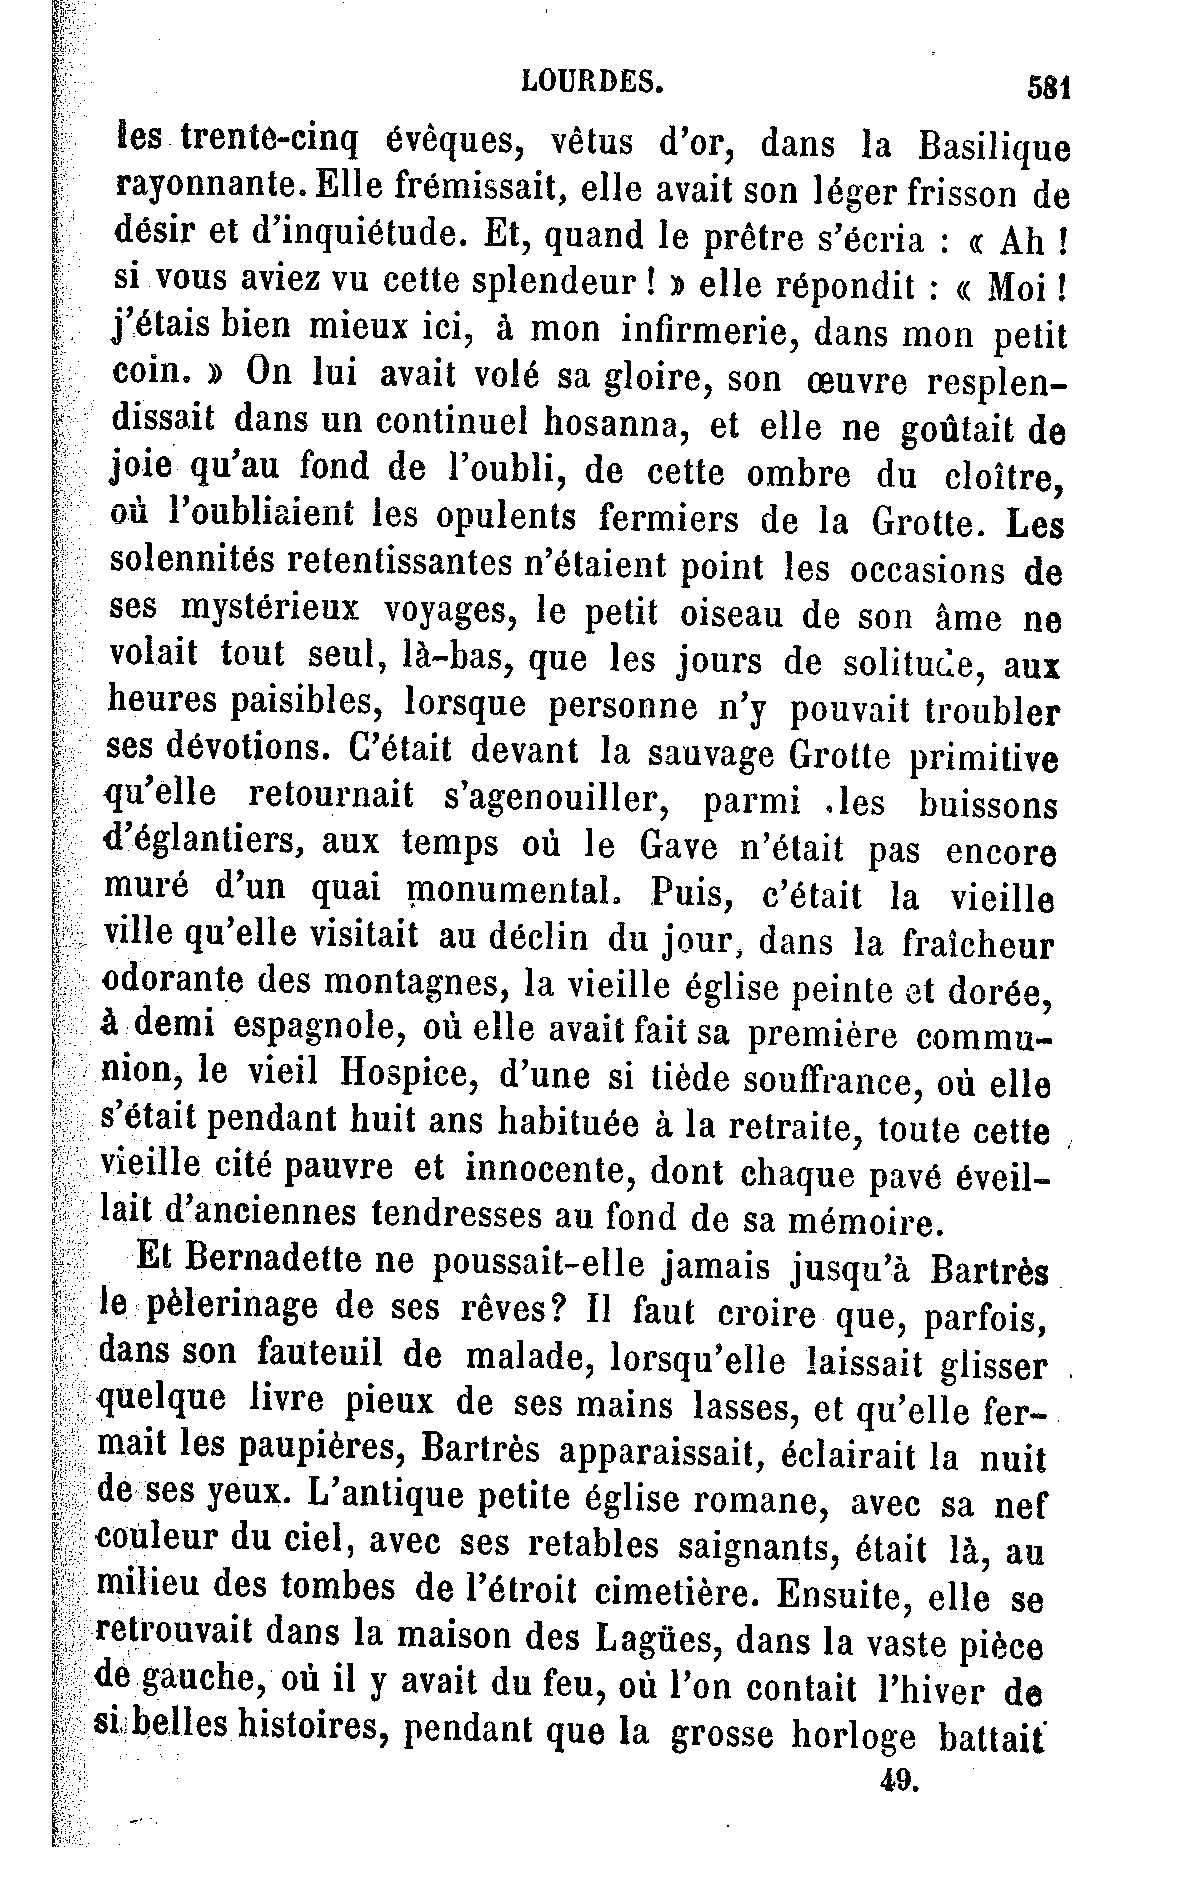 LOURDES. 581
les trente-cinq évêques, vêtus d'or, dans la Basilique
rayonnante. Elle frémissait, elle avait son léger frisson de
désir et d'inquiétude. Et, quand le prêtre s'écria : « Ah !
si vous aviez vu cette splendeur ! » elle répondit : « Moi !
j'étais bien mieux ici, à mon infirmerie, dans mon petit
coin. » On lui avait volé sa gloire, son œuvre resplen-
dissait dans un continuel hosanna, et elle ne goûtait de
joie qu'au fond de l'oubli, de cette ombre du cloître,
où l'oubliaient les opulents fermiers de la Grotte. Les
solennités retentissantes n'étaient point les occasions de
ses mystérieux voyages, le petit oiseau de son âme ne
volait tout seul, là-bas, que les jours de solitude, aux
heures paisibles, lorsque personne n'y pouvait troubler
ses dévotions. C'était devant la sauvage Grotte primitive
qu'elle retournait s'agenouiller, parmi les buissons
d'églantiers, aux temps où le Gave n'était pas encore
muré d'un quai monumental. Puis, c'était la vieille
ville qu'elle visitait au déclin du jour, dans la fraîcheur
odorante des montagnes, la vieille église peinte et dorée,
à demi espagnole, où elle avait fait sa première commu-
nion, le vieil Hospice, d'une si tiède souffrance, où elle
s'était pendant huit ans habituée à la retraite, toute cette
vieille cité pauvre et innocente, dont chaque pavé éveil-
lait d'anciennes tendresses au fond de sa mémoire.
Et Bernadette ne poussait-elle jamais jusqu'à Bartrès
le pèlerinage de ses rêves? Il faut croire que, parfois,
dans son fauteuil de malade, lorsqu'elle laissait glisser
quelque livre pieux de ses mains lasses, et qu'elle fer-
mait les paupières, Bartrès apparaissait, éclairait la nuit
de ses yeux. L'antique petite église romane, avec sa nef
couleur du ciel, avec ses retables saignants, était là, au
milieu des tombes de l'étroit cimetière. Ensuite, elle se
retrouvait dans la maison des Lagües, dans la vaste pièce
de gauche, où il y avait du feu, où l'on contait l'hiver de
si belles histoires, pendant que la grosse horloge battait
49.